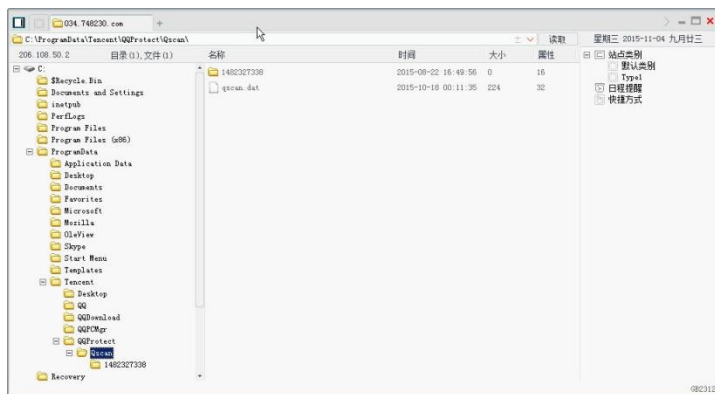 034.748230.com +
C:\ProgramData\Tencent\QQProtect\Qscan\ 读取 星期三 2015-11-04 九月廿三
206.108.50.2 目录(1),文件(1) 名称 时间 大小 属性
C:
$Recycle.Bin
Documents and Settings
inetpub
PerfLogs
Program Files
Program Files (x86)
ProgramData
Application Data
Desktop
Documents
Favorites
Microsoft
Mozilla
OleView
Skype
Start Menu
Templates
Tencent
Desktop
QQ
QQDownload
QQPCMgr
QQProtect
Qscan
1482327338
Recovery
1482327338 2015-08-22 16:49:56 0 16
qscan.dat 2015-10-18 00:11:35 224 32
站点类别
默认类别
Type1
日程提醒
快捷方式
GB2312